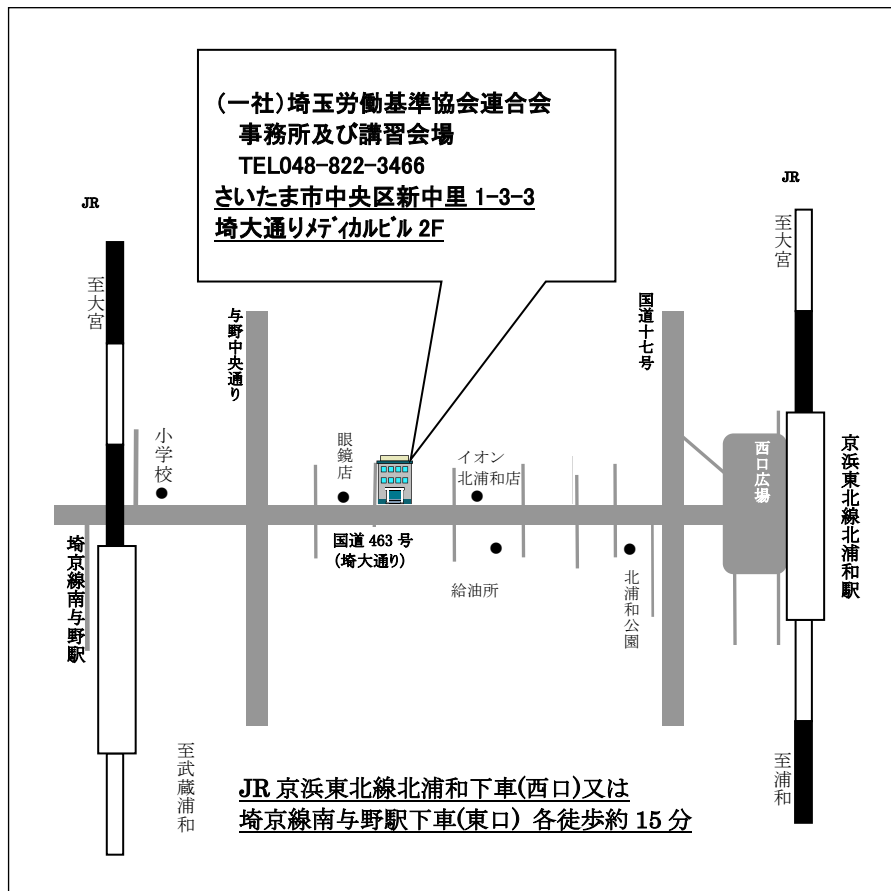 （一社）埼玉労働基準協会連合会
事務所及び講習会場
TEL048-822-3466
さいたま市中央区新中里 1-3-3
埼大通りメディカルビル 2F
JR
JR
至大宮
至大宮
与野中央通り
国道十七号
小学校
眼鏡店
イオン
北浦和店
西口広場
京浜東北線北浦和駅
埼京線南与野駅
国道 463 号
(埼大通り)
給油所
北浦和公園
至武蔵浦和
至浦和
JR 京浜東北線北浦和下車(西口)又は
埼京線南与野駅下車(東口) 各徒歩約 15 分